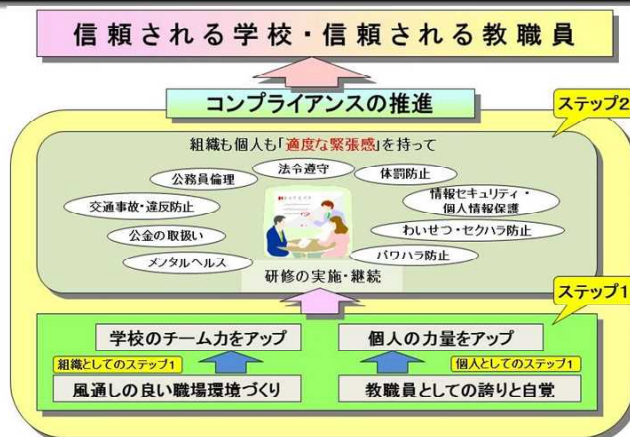 信頼される学校・信頼される教職員
コンプライアンスの推進
ステップ2
組織も個人も「適度な緊張感」を持って
法令遵守
公務員倫理
体罰防止
交通事故・違反防止
情報セキュリティ・
個人情報保護
公金の取扱い
わいせつ・セクハラ防止
メンタルヘルス
パワハラ防止
研修の実施・継続
ステップ1
学校のチーム力をアップ
個人の力量をアップ
組織としてのステップ1
個人としてのステップ1
風通しの良い職場環境づくり
教職員としての誇りと自覚